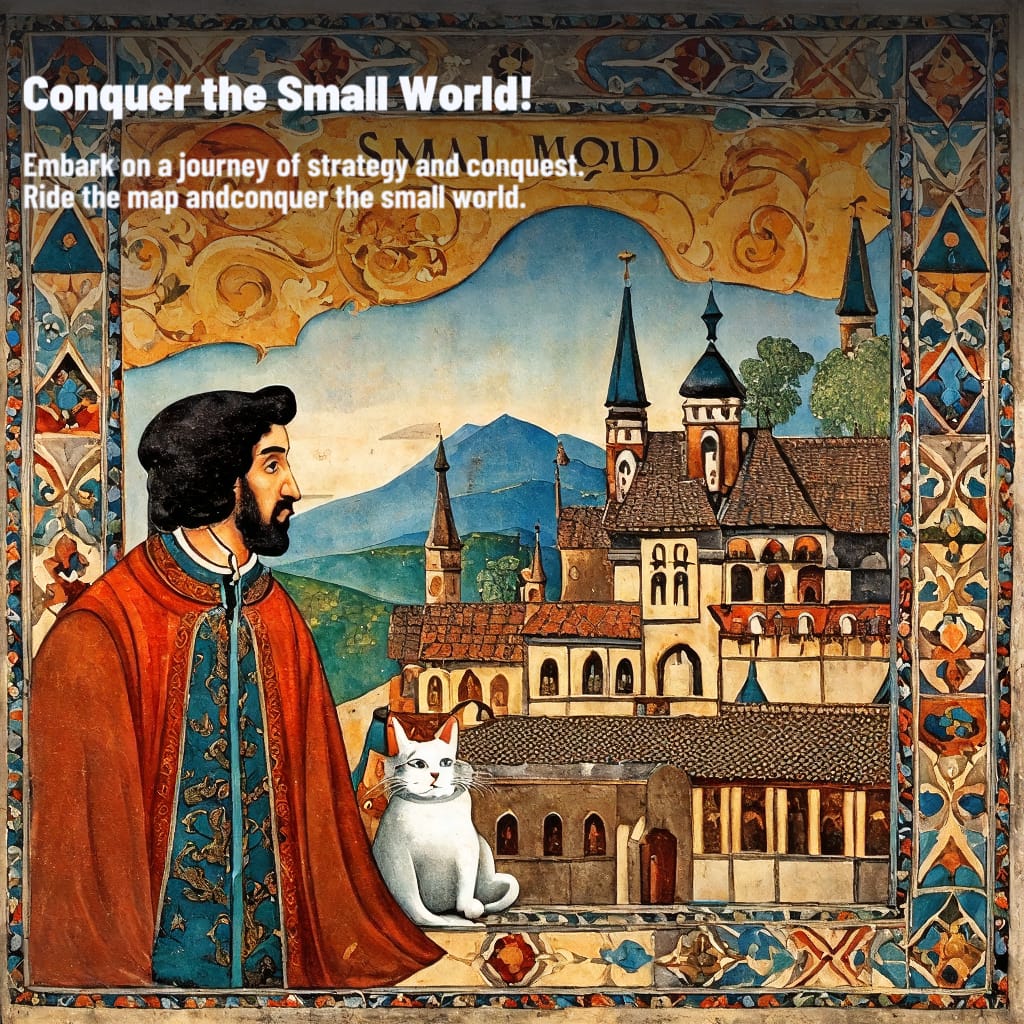 Conquer the Small World!
SMAL MOID
Embark on a journey of strategy and conquest.
Ride the map andconquer the small world.